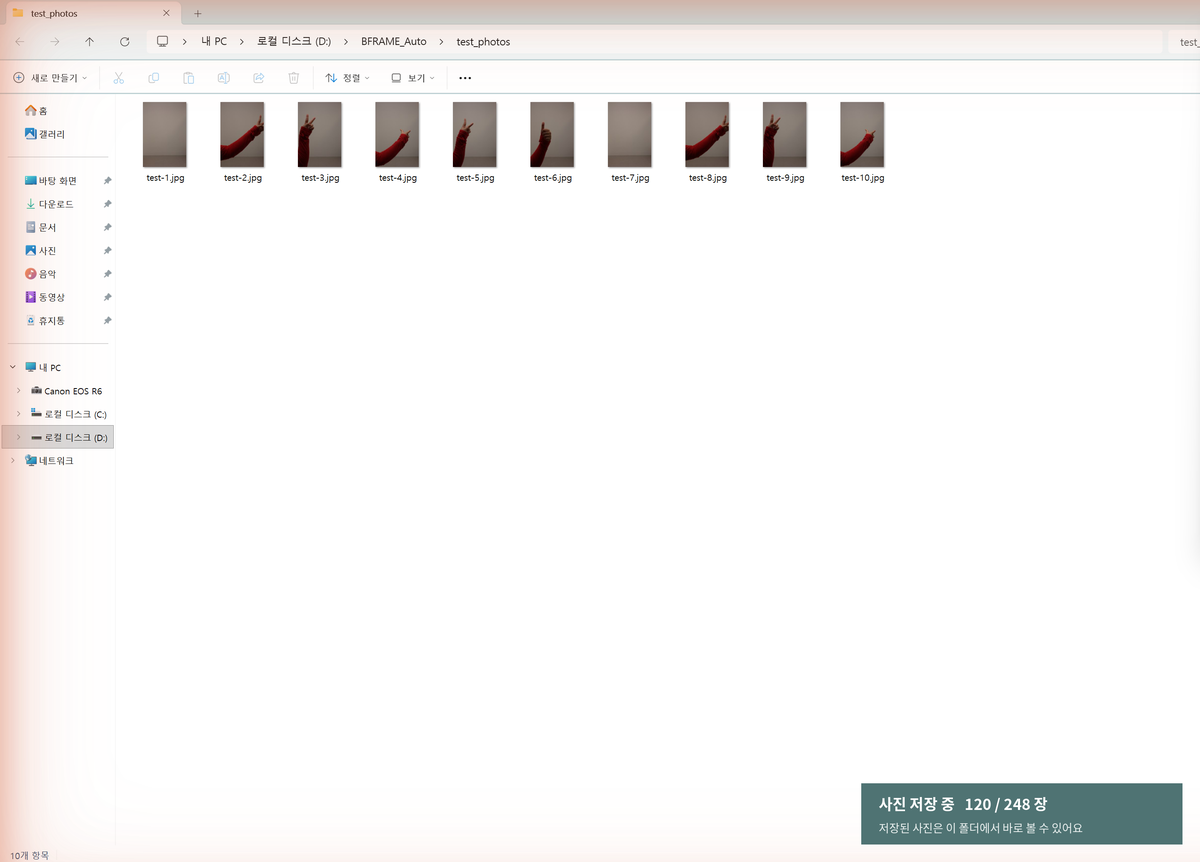 test_photos
내 PC > 로컬 디스크 (D:) > BFRAME_Auto > test_photos
test_
새로 만들기
정렬
보기
홈
갤러리
test-1.jpg test-2.jpg test-3.jpg test-4.jpg test-5.jpg test-6.jpg test-7.jpg test-8.jpg test-9.jpg test-10.jpg
바탕 화면
다운로드
문서
사진
음악
동영상
휴지통
내 PC
Canon EOS R6
로컬 디스크 (C:)
로컬 디스크 (D:)
네트워크
사진 저장 중 120 / 248 장
저장된 사진은 이 폴더에서 바로 볼 수 있어요
10개 항목